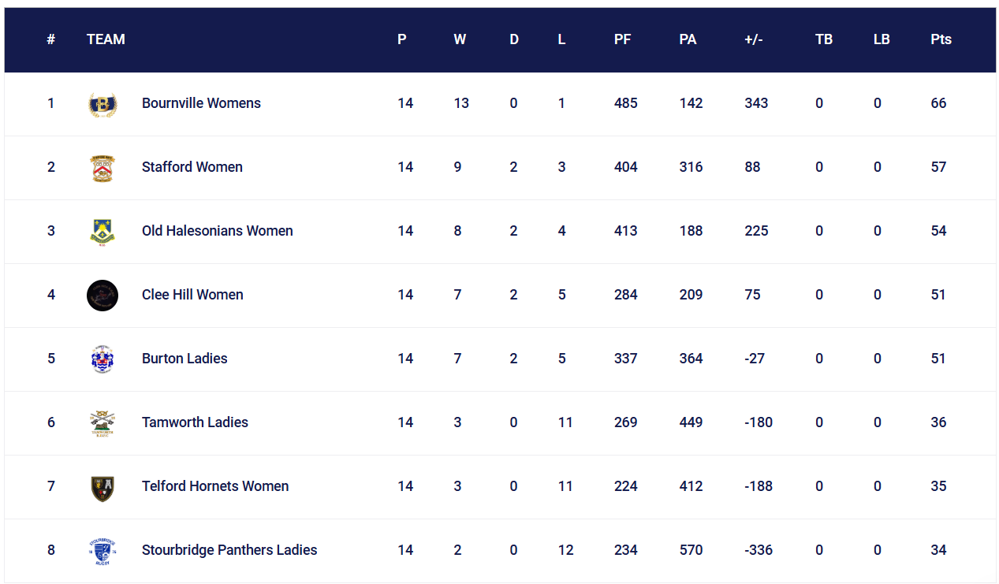 # TEAM P W D L PF PA +/- TB LB Pts
1 Bournville Womens 14 13 0 1 485 142 343 0 0 66
2 Stafford Women 14 9 2 3 404 316 88 0 0 57
3 Old Halesonians Women 14 8 2 4 413 188 225 0 0 54
4 Clee Hill Women 14 7 2 5 284 209 75 0 0 51
5 Burton Ladies 14 7 2 5 337 364 -27 0 0 51
6 Tamworth Ladies 14 3 0 11 269 449 -180 0 0 36
7 Telford Hornets Women 14 3 0 11 224 412 -188 0 0 35
8 STOURBRIDGE RUGBY Stourbridge Panthers Ladies 14 2 0 12 234 570 -336 0 0 34